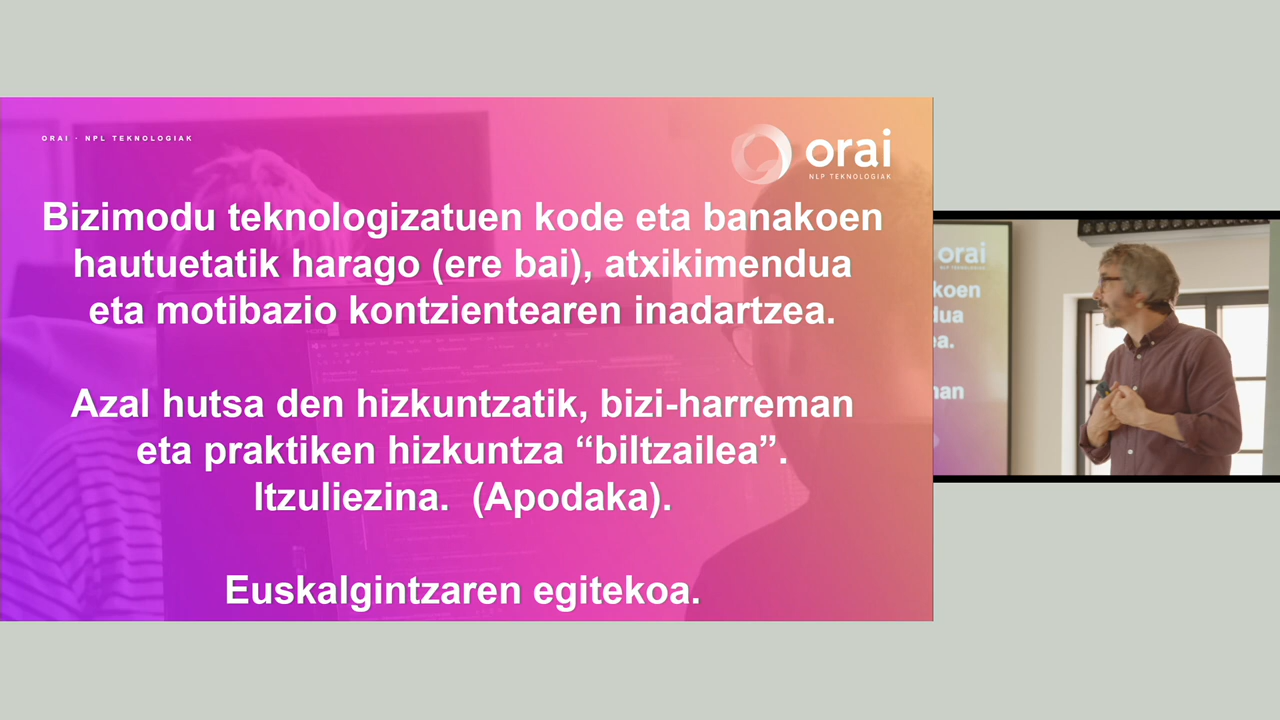 ORAI - NPL TEKNOLOGIAK
orai
NLP TEKNOLOGIAK
Bizimodu teknologizatuen kode eta banakoen
hautuetatik harago (ere bai), atxikimendua
eta motibazio kontzientearen inadartzea.
Azal hutsa den hizkuntzatik, bizi-harreman
eta praktiken hizkuntza “biltzailea”.
Itzuliezina. (Apodaka).
Euskalgintzaren egitekoa.
orai
NLP TEKNOLOGIAK
koen
dua
ea.
man